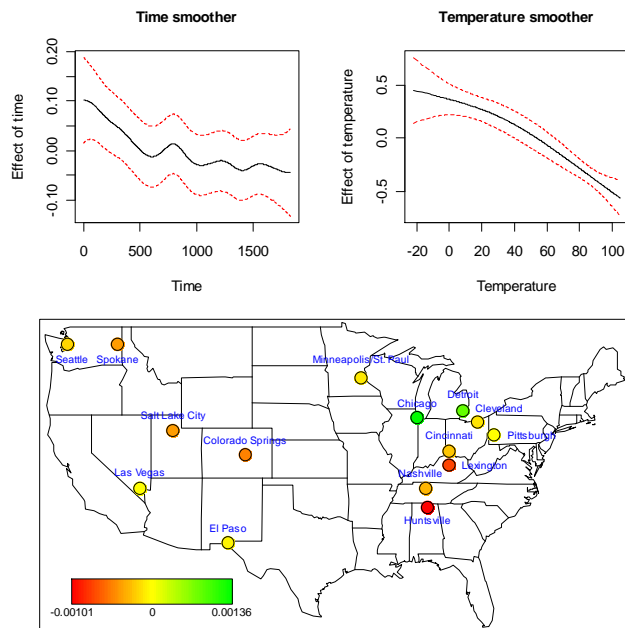 Time smoother
Temperature smoother
Effect of time
0.20
0.10
0.00
-0.10
0
500
1000
1500
Time
Effect of temperature
0.5
0.0
-0.5
-20
0
20
40
60
80
100
Temperature
Seattle
Spokane
Minneapolis/St. Paul
Chicago
Detroit
Cleveland
Salt Lake City
Colorado Springs
Cincinnati
Pittsburgh
Las Vegas
Nashville
Lexington
El Paso
Huntsville
-0.00101
0
0.00136